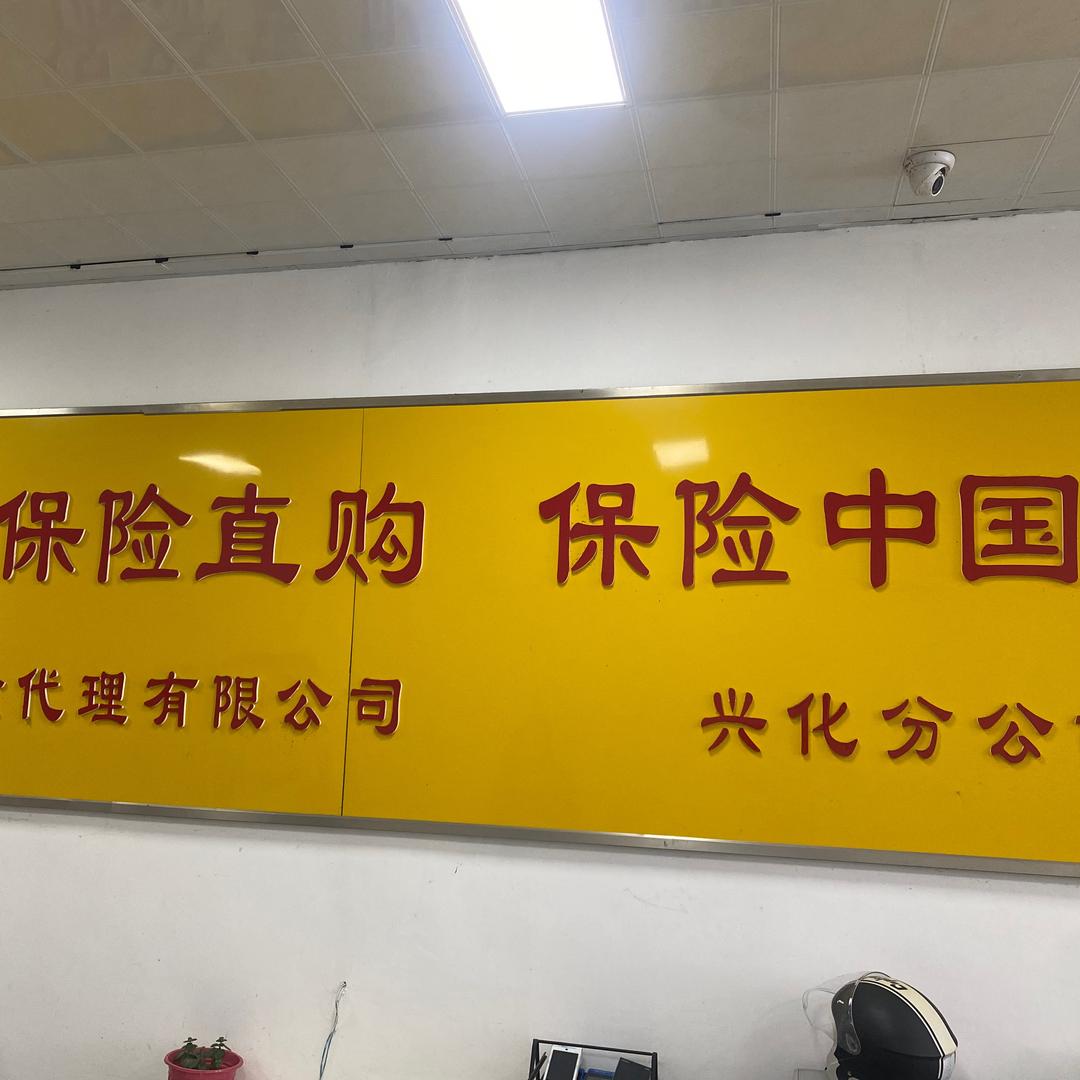 保险直购 保险中国
代理有限公司 兴化分公